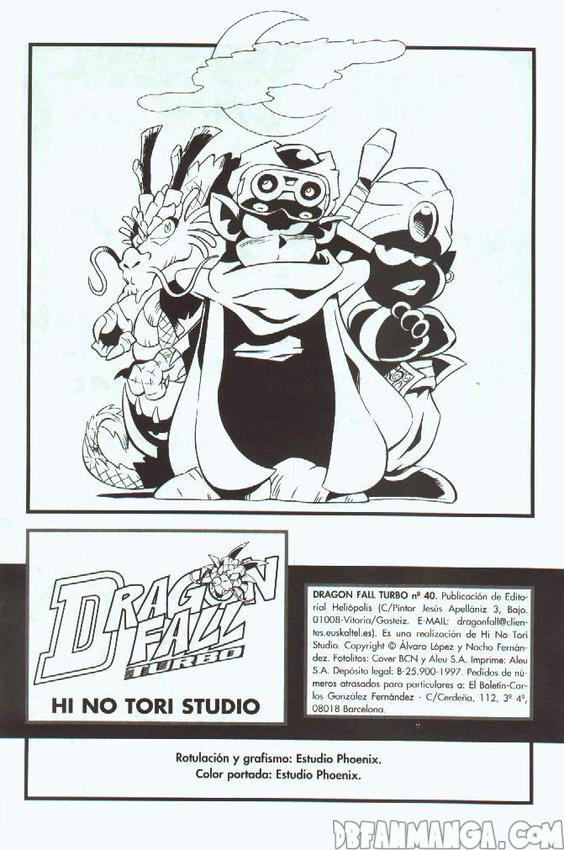 DRAGON
FALL
TURBO
HI NO TORI STUDIO
DRAGON FALL TURBO nº 40. Publicación de Edito-
rial Heliópolis (C/Pintor Jesús Apellániz 3, Bajo.
01008-Vitoria/Gasteiz. E-MAIL: dragonfall@clien-
tes.euskaltel.es). Es una realización de Hi No Tori
Studio. Copyright © Álvaro López y Nacho Fernán-
dez. Fotolitos: Cover BCN y Aleu S.A. Imprime: Aleu
S.A. Depósito legal: B-25.900-1997. Pedidos de nú-
meros atrasados para particulares a: El Boletín-Car-
los González Fernández - C/Cerdeña, 112, 3º 4º,
08018 Barcelona.
Rotulación y grafismo: Estudio Phoenix.
Color portada: Estudio Phoenix.
DBFANMANGA.COM